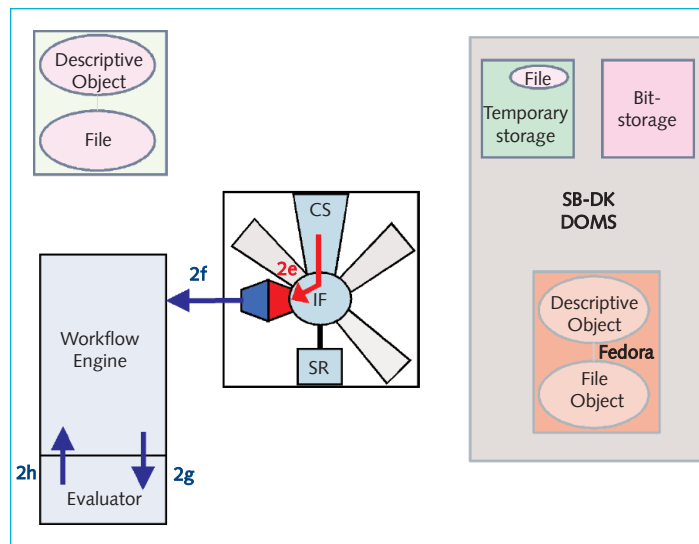 Descriptive
Object
File
File
Temporary
storage
Bit-
storage
SB-DK
DOMS
CS
2e
2f
IF
SR
Workflow
Engine
Descriptive
Object
Fedora
File
Object
2h
2g
Evaluator